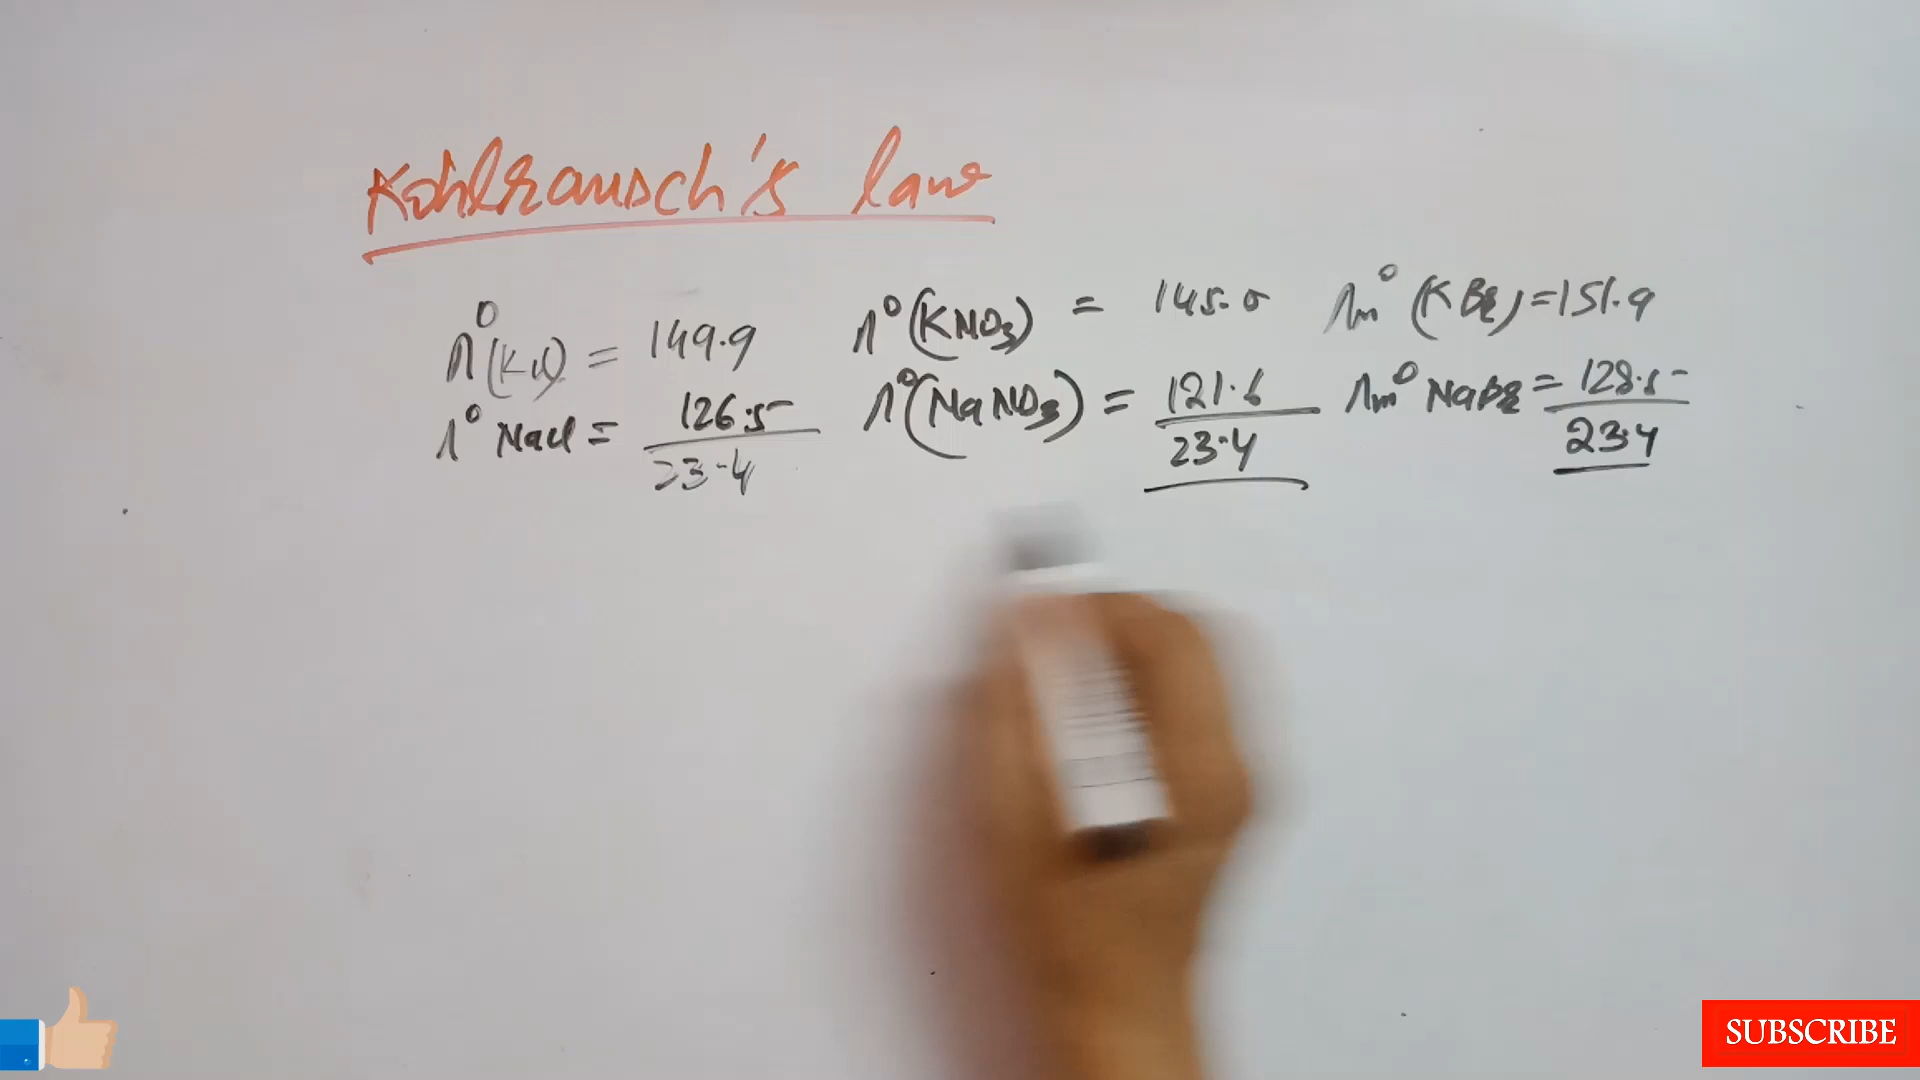 Kohlrausch's law
Λ°(KCl) = 149.9
Λ° NaCl = 126.5
23.4
Λ°(KNO3) = 145.0
Λ°(NaNO3) = 121.6
23.4
Λm° (KBr) = 151.9
Λm° NaBr = 128.5
23.4
SUBSCRIBE